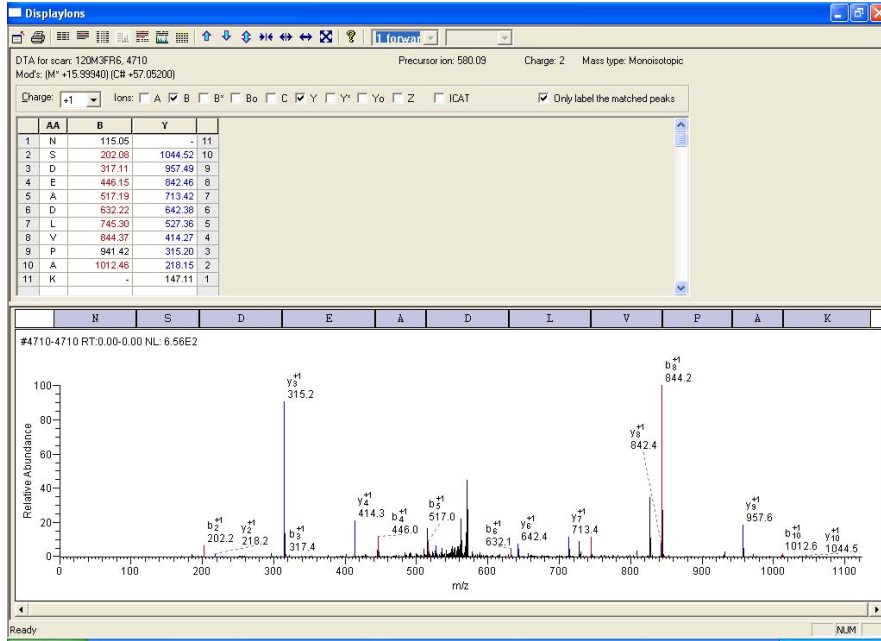 DisplayIons
1 forwar
DTA for scan: 120M3FR6, 4710 Precursor ion: 580.09 Charge: 2 Mass type: Monoisotopic
Mod's: (M* +15.99940) (C# +57.05200)
Charge: +1 Ions: A B B* Bo C Y Y* Yo Z ICAT Only label the matched peaks
AA B Y
1 N 115.05 - 11
2 S 202.08 1044.52 10
3 D 317.11 957.49 9
4 E 446.15 842.46 8
5 A 517.19 713.42 7
6 D 632.22 642.38 6
7 L 745.30 527.36 5
8 V 844.37 414.27 4
9 P 941.42 315.20 3
10 A 1012.46 218.15 2
11 K - 147.11 1
N S D E A D L V P A K
#4710-4710 RT:0.00-0.00 NL: 6.56E2
Relative Abundance
100
80
60
40
20
0
b8+1
844.2
y3+1
315.2
y8+1
842.4
y4+1
414.3
b4+1
446.0
b5+1
517.0
b2+1
202.2
y2+1
218.2
b3+1
317.4
b6+1
632.1
y6+1
642.4
y7+1
713.4
y9+1
957.6
b10+1
1012.6
y10+1
1044.5
0 100 200 300 400 500 600 700 800 900 1000 1100
m/z
Ready NUM